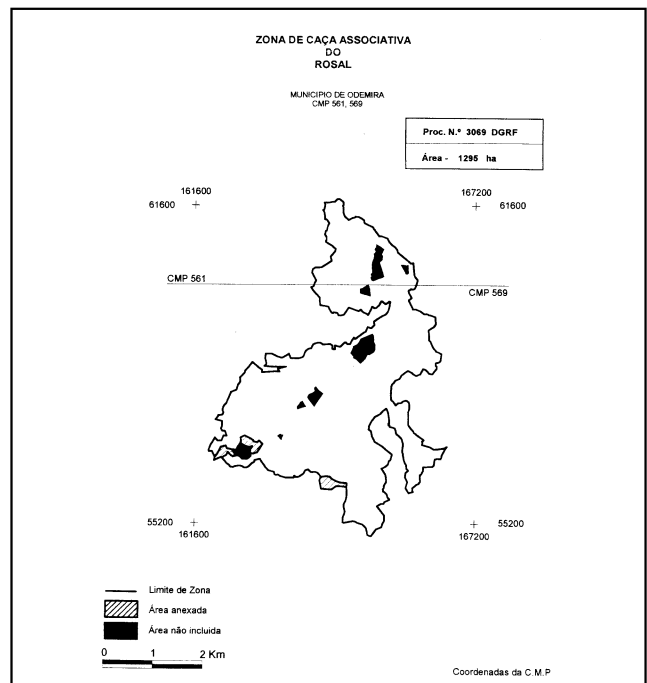 ZONA DE CAÇA ASSOCIATIVA
DO
ROSAL
MUNICIPIO DE ODEMIRA
CMP 561, 569
Proc. N.º 3069 DGRF
Área - 1295 ha
161600
61600
167200
61600
CMP 561
CMP 569
55200
161600
55200
167200
Limite de Zona
Área anexada
Área não incluida
0 1 2 Km
Coordenadas da C.M.P